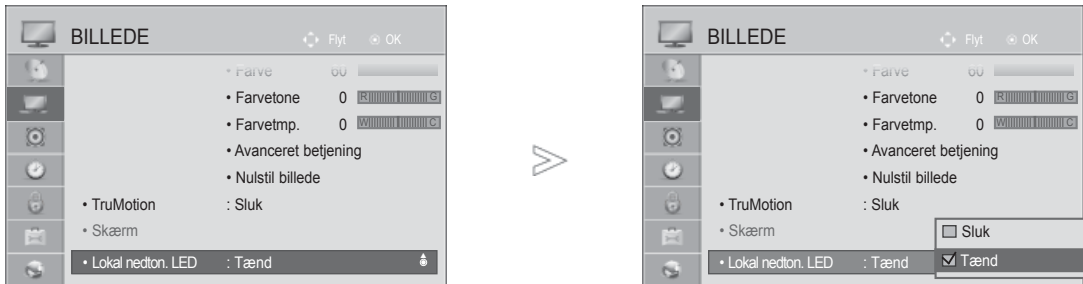 BILLEDE Flyt OK
• Farve 60
• Farvetone 0 R G
• Farvetmp. 0 W C
• Avanceret betjening
• Nulstil billede
• TruMotion : Sluk
• Skærm
• Lokal nedton. LED : Tænd
BILLEDE Flyt OK
• Farve 60
• Farvetone 0 R G
• Farvetmp. 0 W C
• Avanceret betjening
• Nulstil billede
• TruMotion : Sluk
• Skærm
Sluk
• Lokal nedton. LED : Tænd
Tænd